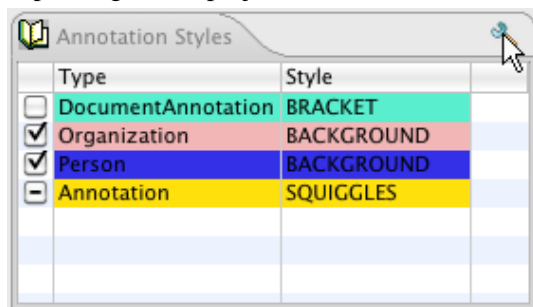 Annotation Styles
Type Style
DocumentAnnotation BRACKET
Organization BACKGROUND
Person BACKGROUND
Annotation SQUIGGLES